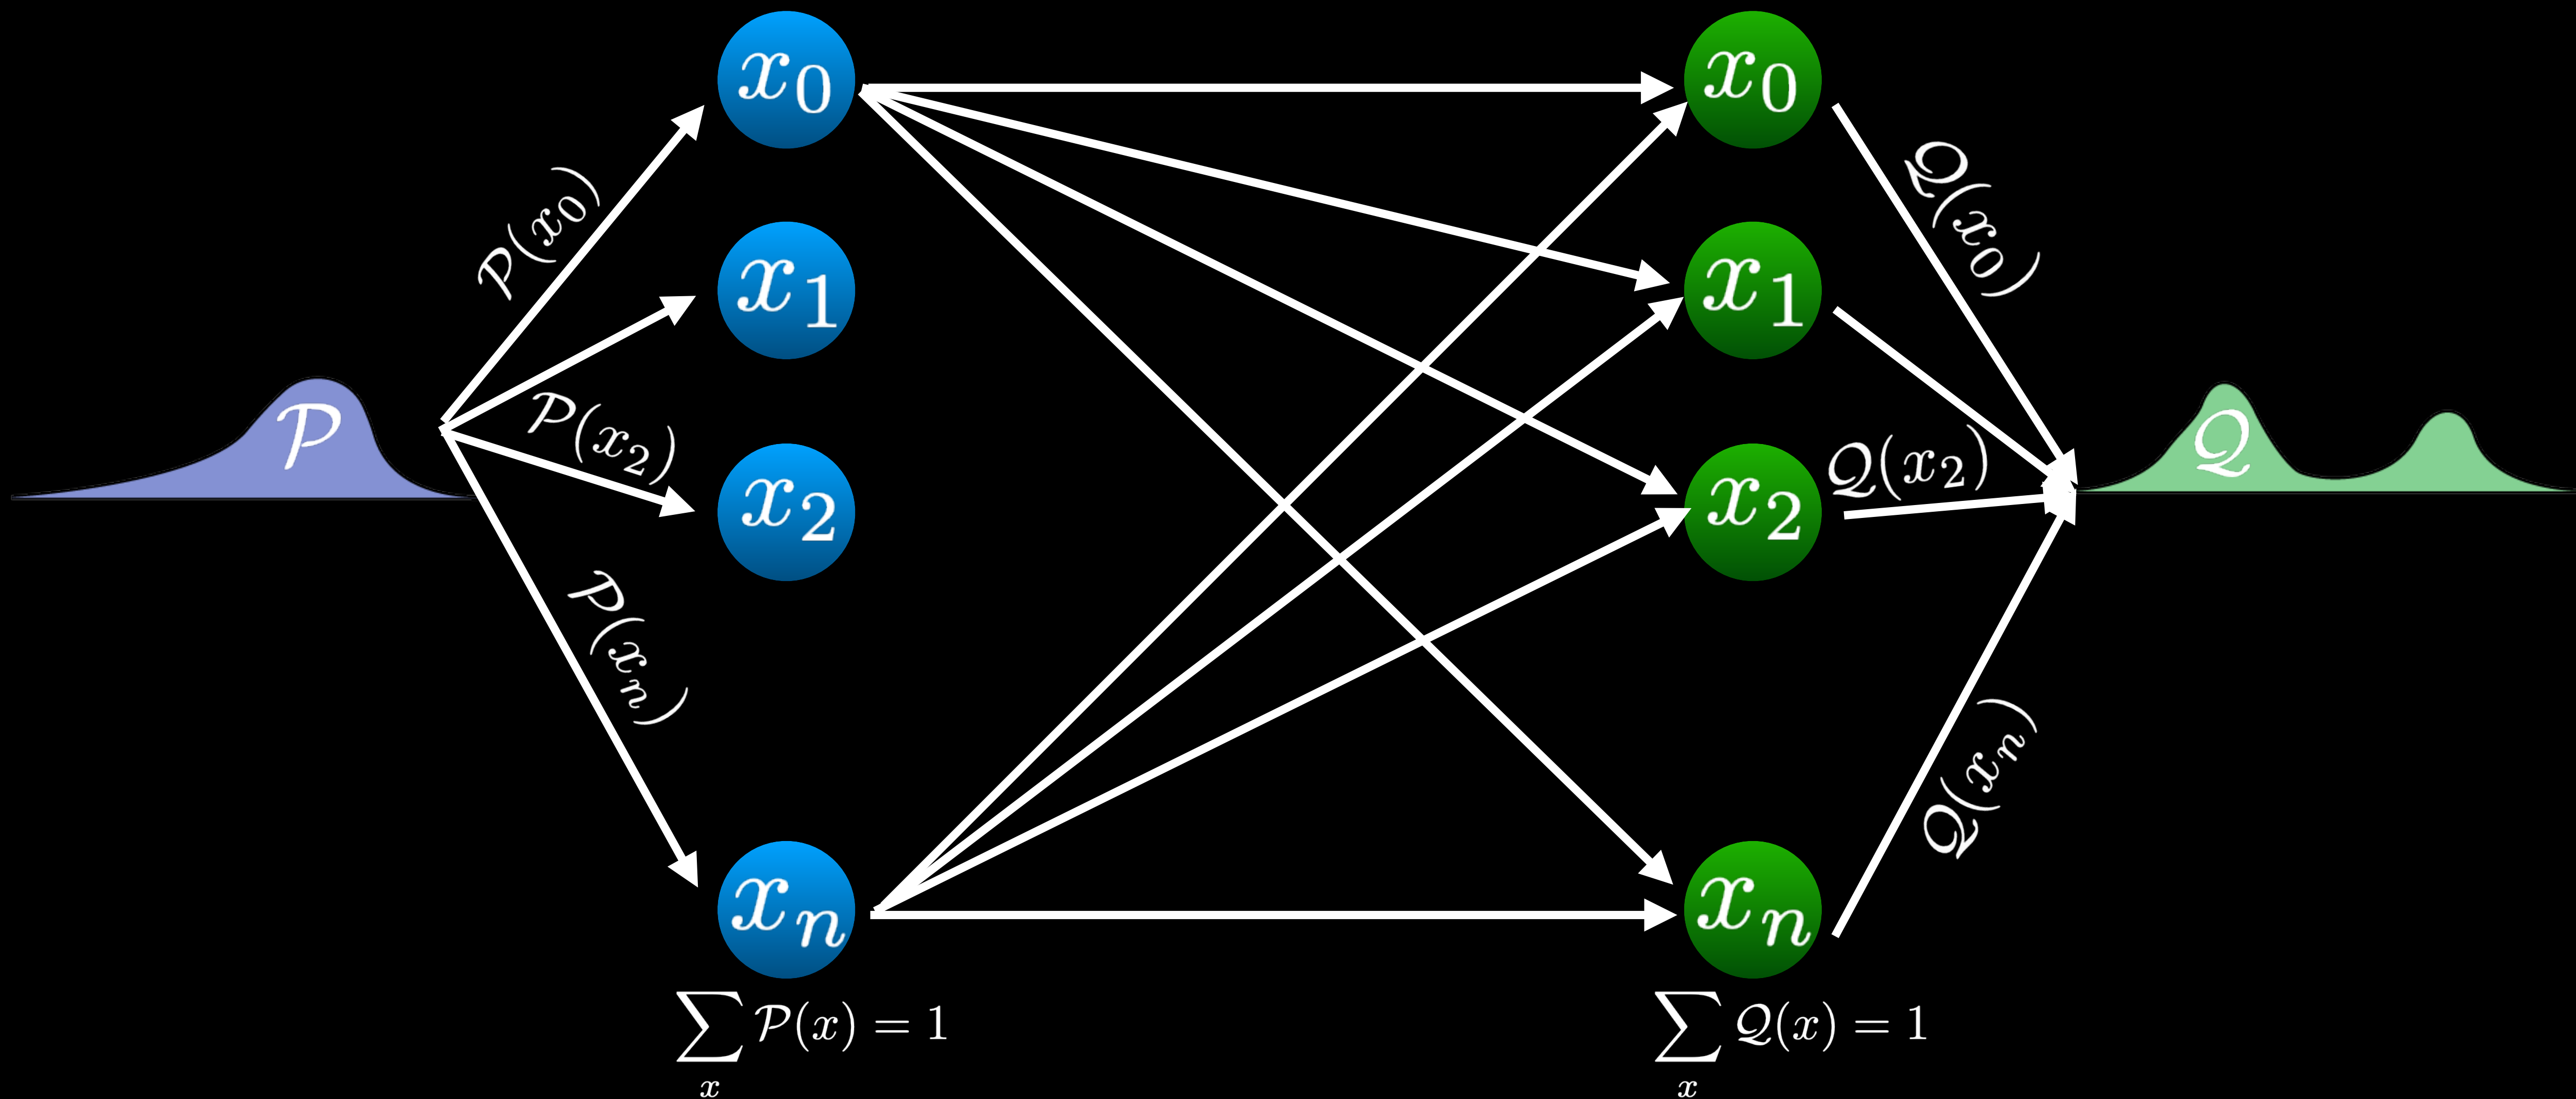 x₀
x₀
𝒫(x₀)
𝒬(x₀)
x₁
x₁
𝒫
𝒫(x₂)
𝒬(x₂)
𝒬
x₂
x₂
𝒫(xₙ)
𝒬(xₙ)
xₙ
xₙ
∑ₓ 𝒫(x) = 1
∑ₓ 𝒬(x) = 1